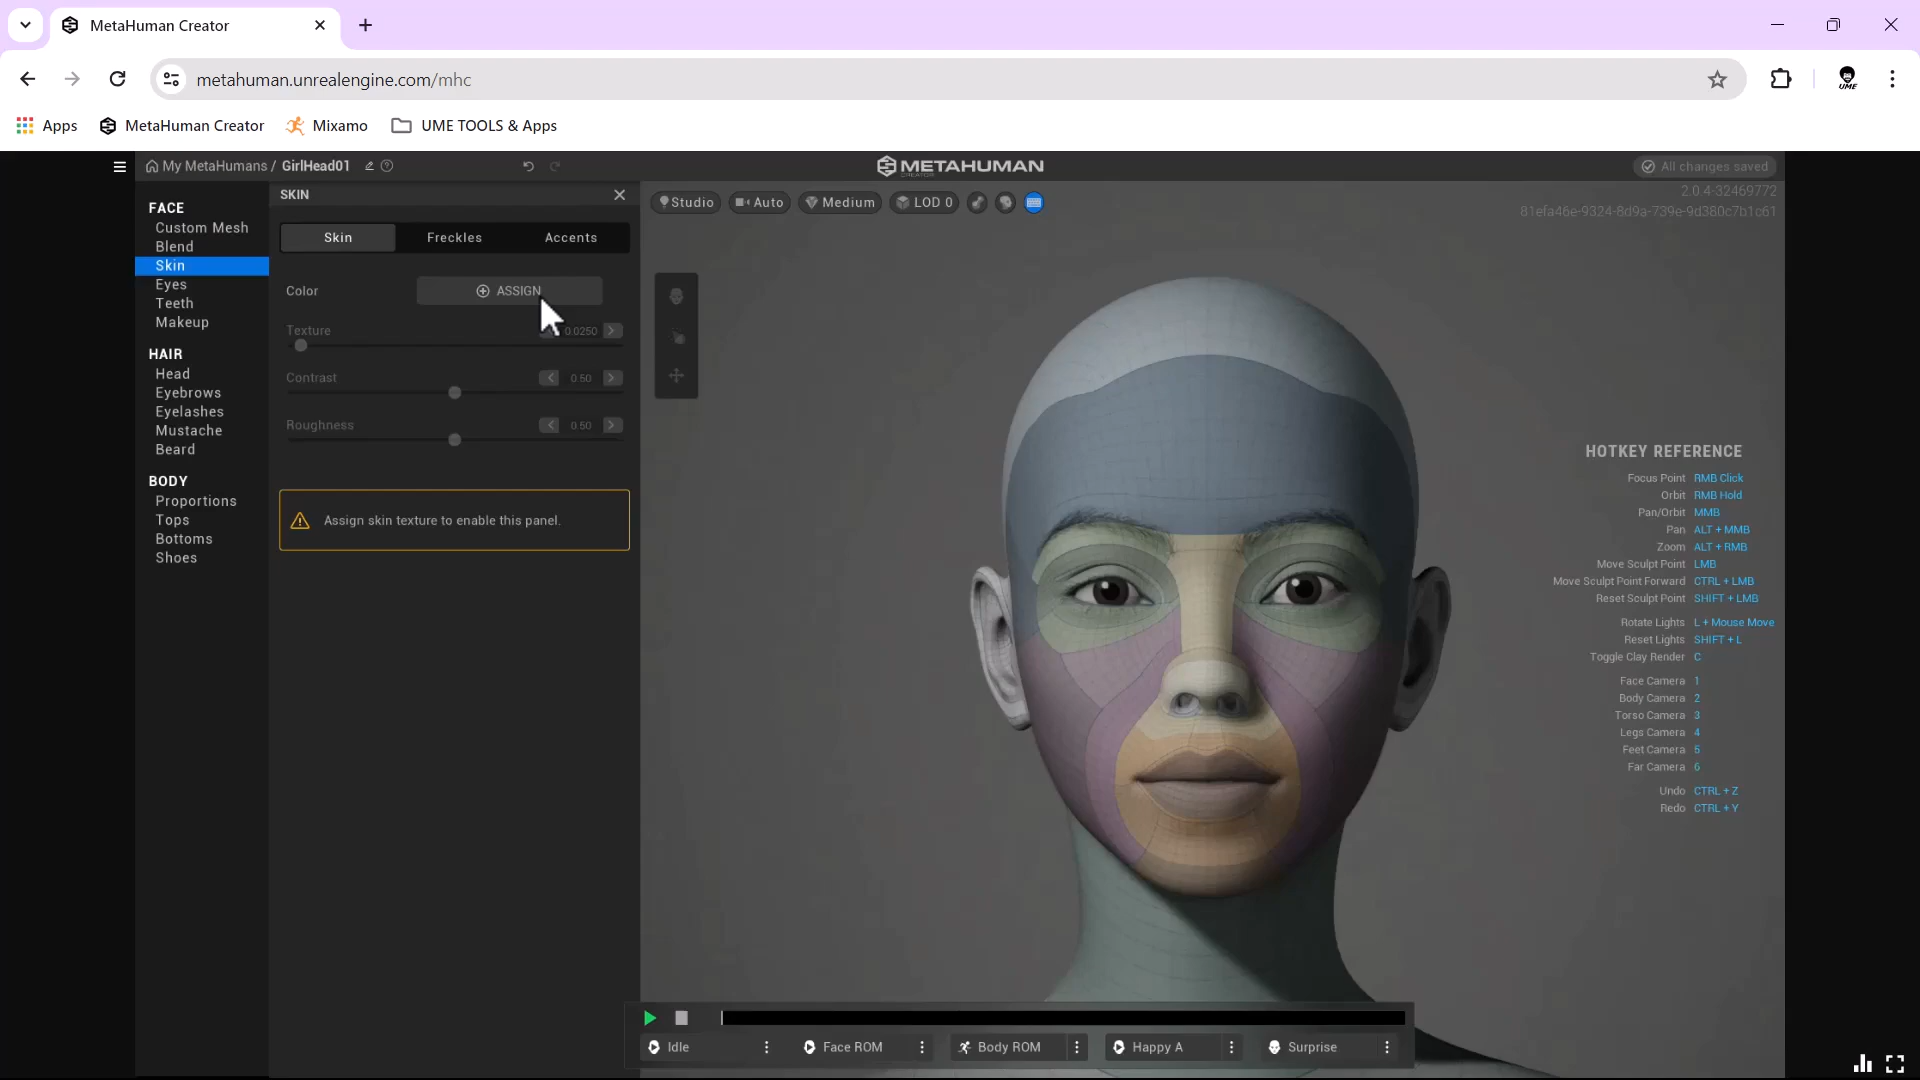 MetaHuman Creator
metahuman.unrealengine.com/mhc
UME
Apps
MetaHuman Creator
Mixamo
UME TOOLS & Apps
My MetaHumans / GirlHead01
METAHUMAN
CREATOR
All changes saved
2.0.4-32469772
81efa46e-9324-8d9a-739e-9d380c7b1c61
FACE
Custom Mesh
Blend
Skin
Eyes
Teeth
Makeup
HAIR
Head
Eyebrows
Eyelashes
Mustache
Beard
BODY
Proportions
Tops
Bottoms
Shoes
SKIN
Skin
Freckles
Accents
Color
ASSIGN
Texture
0.0250
Contrast
0.50
Roughness
0.50
Assign skin texture to enable this panel.
Studio
Auto
Medium
LOD 0
HOTKEY REFERENCE
Focus Point RMB Click
Orbit RMB Hold
Pan/Orbit MMB
Pan ALT + MMB
Zoom ALT + RMB
Move Sculpt Point LMB
Move Sculpt Point Forward CTRL + LMB
Reset Sculpt Point SHIFT + LMB
Rotate Lights L + Mouse Move
Reset Lights SHIFT + L
Toggle Clay Render C
Face Camera 1
Body Camera 2
Torso Camera 3
Legs Camera 4
Feet Camera 5
Far Camera 6
Undo CTRL + Z
Redo CTRL + Y
Idle
Face ROM
Body ROM
Happy A
Surprise